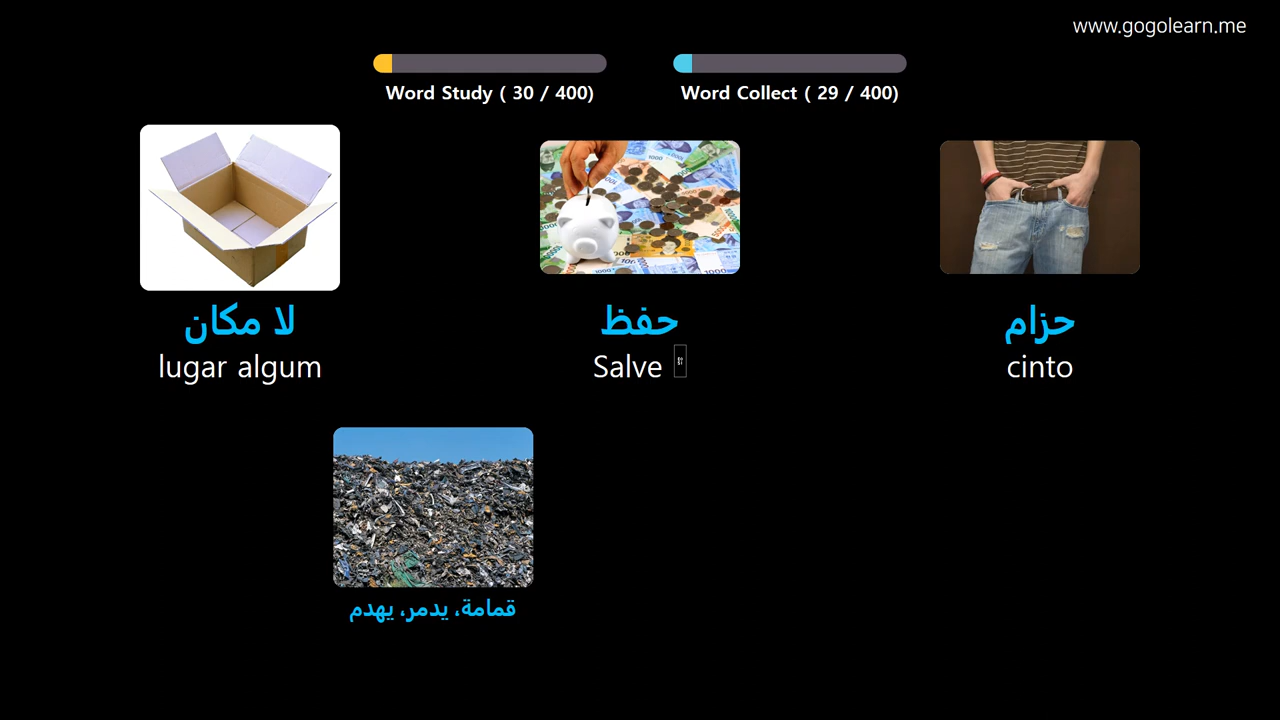 www.gogolearn.me
Word Study ( 30 / 400)
Word Collect ( 29 / 400)
لا مكان
lugar algum
حفظ
Salve
حزام
cinto
قمامة، يدمر، يهدم